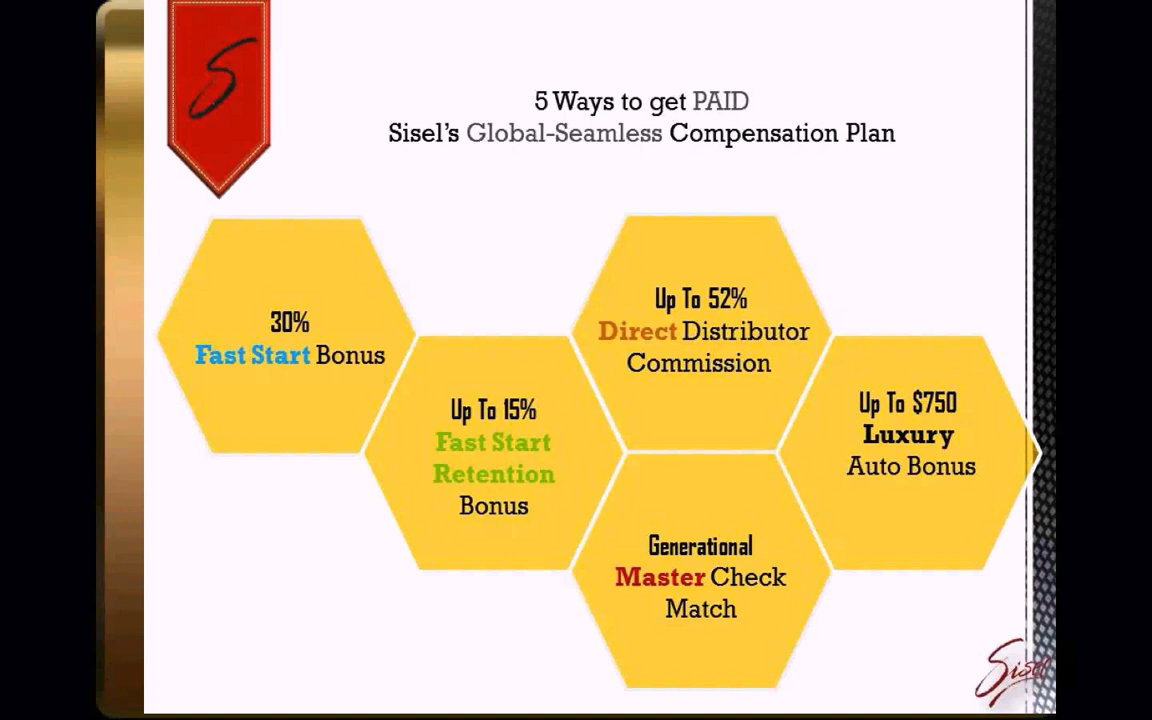 S
5 Ways to get PAID
Sisel's Global-Seamless Compensation Plan
30%
Fast Start Bonus
Up To 15%
Fast Start
Retention
Bonus
Up To 52%
Direct Distributor
Commission
Generational
Master Check
Match
Up To $750
Luxury
Auto Bonus
Sisel